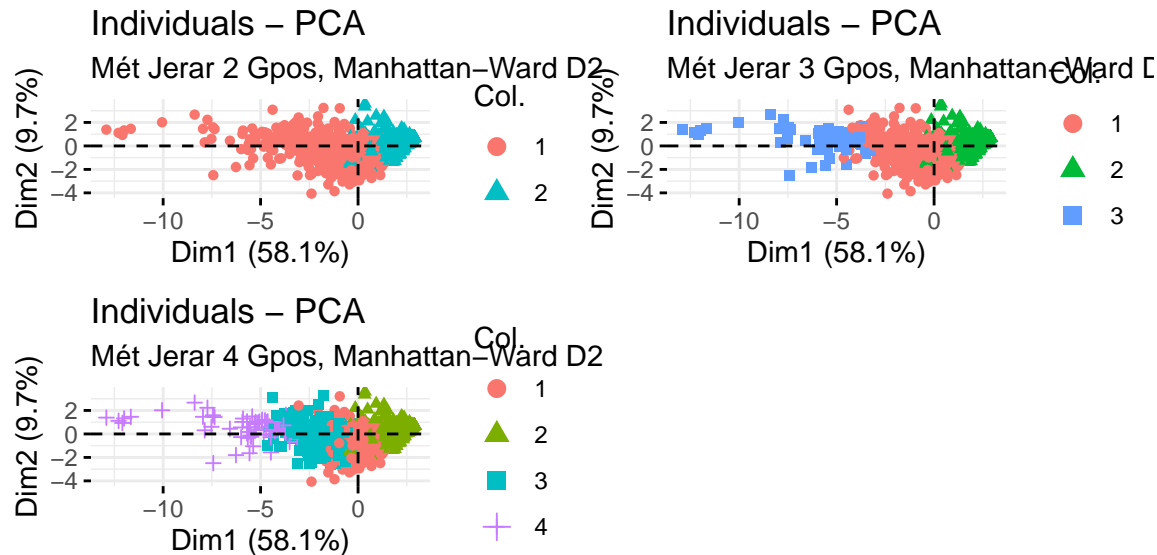 Individuals – PCA
Mét Jerar 2 Gpos, Manhattan–Ward D2
Col.
1
2
Dim2 (9.7%)
2
0
−2
−4
−10
−5
0
Dim1 (58.1%)
Individuals – PCA
Mét Jerar 3 Gpos, Manhattan–Ward D
Col.
1
2
3
Dim2 (9.7%)
2
0
−2
−4
−10
−5
0
Dim1 (58.1%)
Individuals – PCA
Mét Jerar 4 Gpos, Manhattan–Ward D2
Col.
1
2
3
4
Dim2 (9.7%)
2
0
−2
−4
−10
−5
0
Dim1 (58.1%)